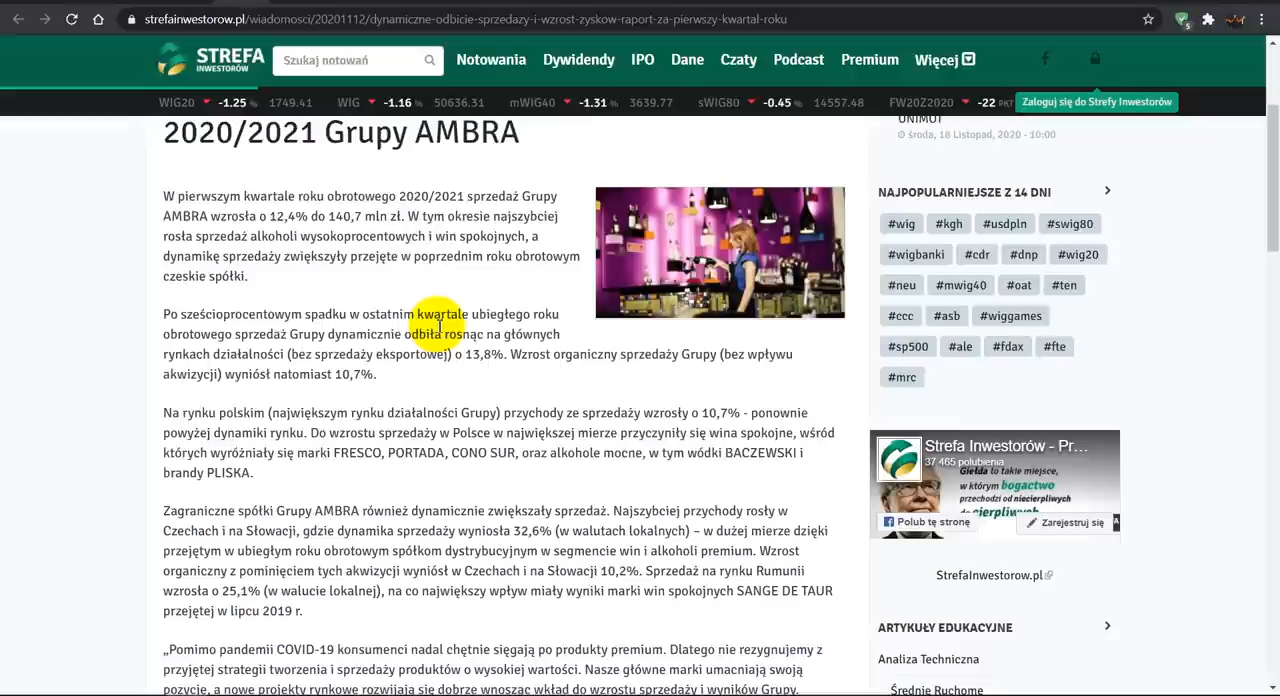 strefainwestorow.pl/wiadomosci/20201112/dynamiczne-odbicie-sprzedazy-i-wzrost-zyskow-raport-za-pierwszy-kwartal-roku
STREFA
INWESTORÓW
Szukaj notowań
Notowania Dywidendy IPO Dane Czaty Podcast Premium Więcej
WIG20 -1.25 % 1749.41 WIG -1.16 % 50636.31 mWIG40 -1.31 % 3639.77 sWIG80 -0.45 % 14557.48 FW20Z2020 -22 PKT
Zaloguj się do Strefy Inwestorów
2020/2021 Grupy AMBRA
W pierwszym kwartale roku obrotowego 2020/2021 sprzedaż Grupy
AMBRA wzrosła o 12,4% do 140,7 mln zł. W tym okresie najszybciej
rosła sprzedaż alkoholi wysokoprocentowych i win spokojnych, a
dynamikę sprzedaży zwiększyły przejęte w poprzednim roku obrotowym
czeskie spółki.
Po sześcioprocentowym spadku w ostatnim kwartale ubiegłego roku
obrotowego sprzedaż Grupy dynamicznie odbiła rosnąc na głównych
rynkach działalności (bez sprzedaży eksportowej) o 13,8%. Wzrost organiczny sprzedaży Grupy (bez wpływu
akwizycji) wyniósł natomiast 10,7%.
Na rynku polskim (największym rynku działalności Grupy) przychody ze sprzedaży wzrosły o 10,7% - ponownie
powyżej dynamiki rynku. Do wzrostu sprzedaży w Polsce w największej mierze przyczyniły się wina spokojne, wśród
których wyróżniały się marki FRESCO, PORTADA, CONO SUR, oraz alkohole mocne, w tym wódki BACZEWSKI i
brandy PLISKA.
Zagraniczne spółki Grupy AMBRA również dynamicznie zwiększały sprzedaż. Najszybciej przychody rosły w
Czechach i na Słowacji, gdzie dynamika sprzedaży wyniosła 32,6% (w walutach lokalnych) – w dużej mierze dzięki
przejętym w ubiegłym roku obrotowym spółkom dystrybucyjnym w segmencie win i alkoholi premium. Wzrost
organiczny z pominięciem tych akwizycji wyniósł w Czechach i na Słowacji 10,2%. Sprzedaż na rynku Rumunii
wzrosła o 25,1% (w walucie lokalnej), na co największy wpływ miały wyniki marki win spokojnych SANGE DE TAUR
przejętej w lipcu 2019 r.
„Pomimo pandemii COVID-19 konsumenci nadal chętnie sięgają po produkty premium. Dlatego nie rezygnujemy z
przyjętej strategii tworzenia i sprzedaży produktów o wysokiej wartości. Nasze główne marki umacniają swoją
pozycję, a nowe projekty rynkowe rozwijają się dobrze wnosząc wkład do wzrostu sprzedaży i wyników Grupy.
UNIMOT
środa, 18 Listopad, 2020 - 10:00
NAJPOPULARNIEJSZE Z 14 DNI
#wig #kgh #usdpln #swig80
#wigbanki #cdr #dnp #wig20
#neu #mwig40 #oat #ten
#ccc #asb #wiggames
#sp500 #ale #fdax #fte
#mrc
Strefa Inwestorów - Pr...
37 465 polubienia
Giełda to takie miejsce,
w którym bogactwo
przechodzi od niecierpliwych
do cierpliwych.
Polub tę stronę
Zarejestruj się
StrefaInwestorow.pl
ARTYKUŁY EDUKACYJNE
Analiza Techniczna
Średnie Ruchome